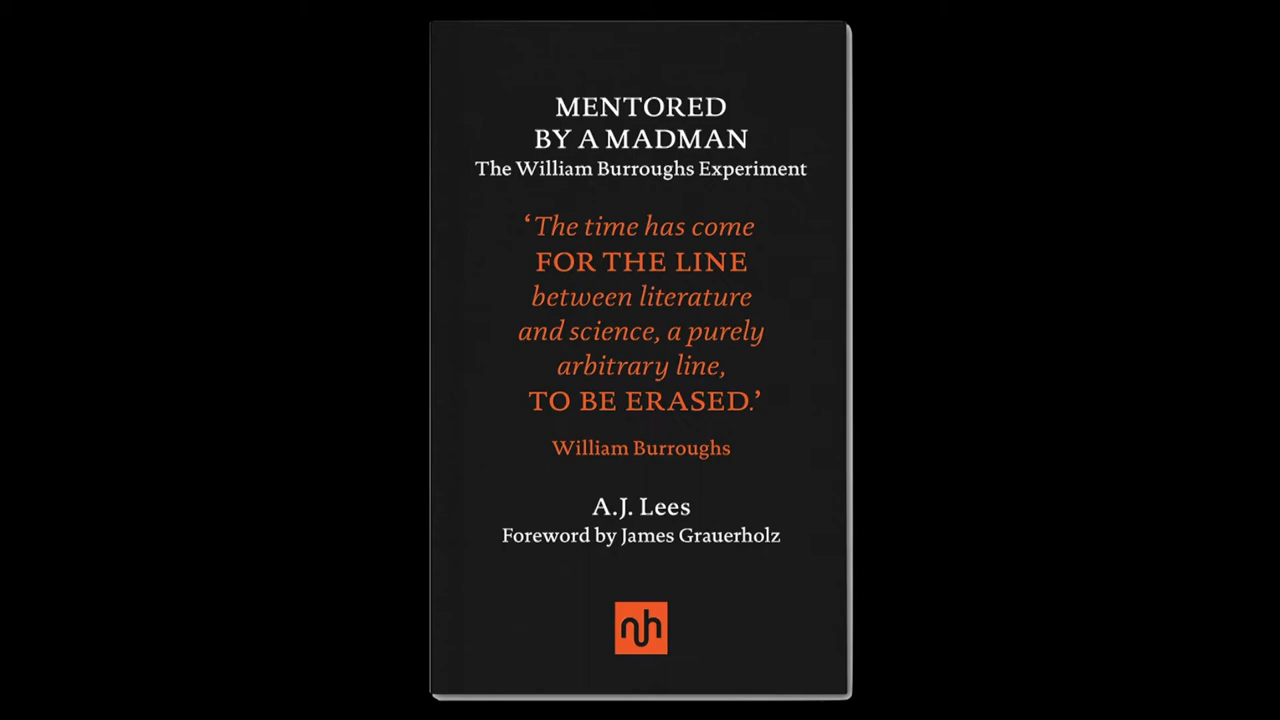 MENTORED
BY A MADMAN
The William Burroughs Experiment
‘The time has come
FOR THE LINE
between literature
and science, a purely
arbitrary line,
TO BE ERASED.’
William Burroughs
A.J. Lees
Foreword by James Grauerholz
nh